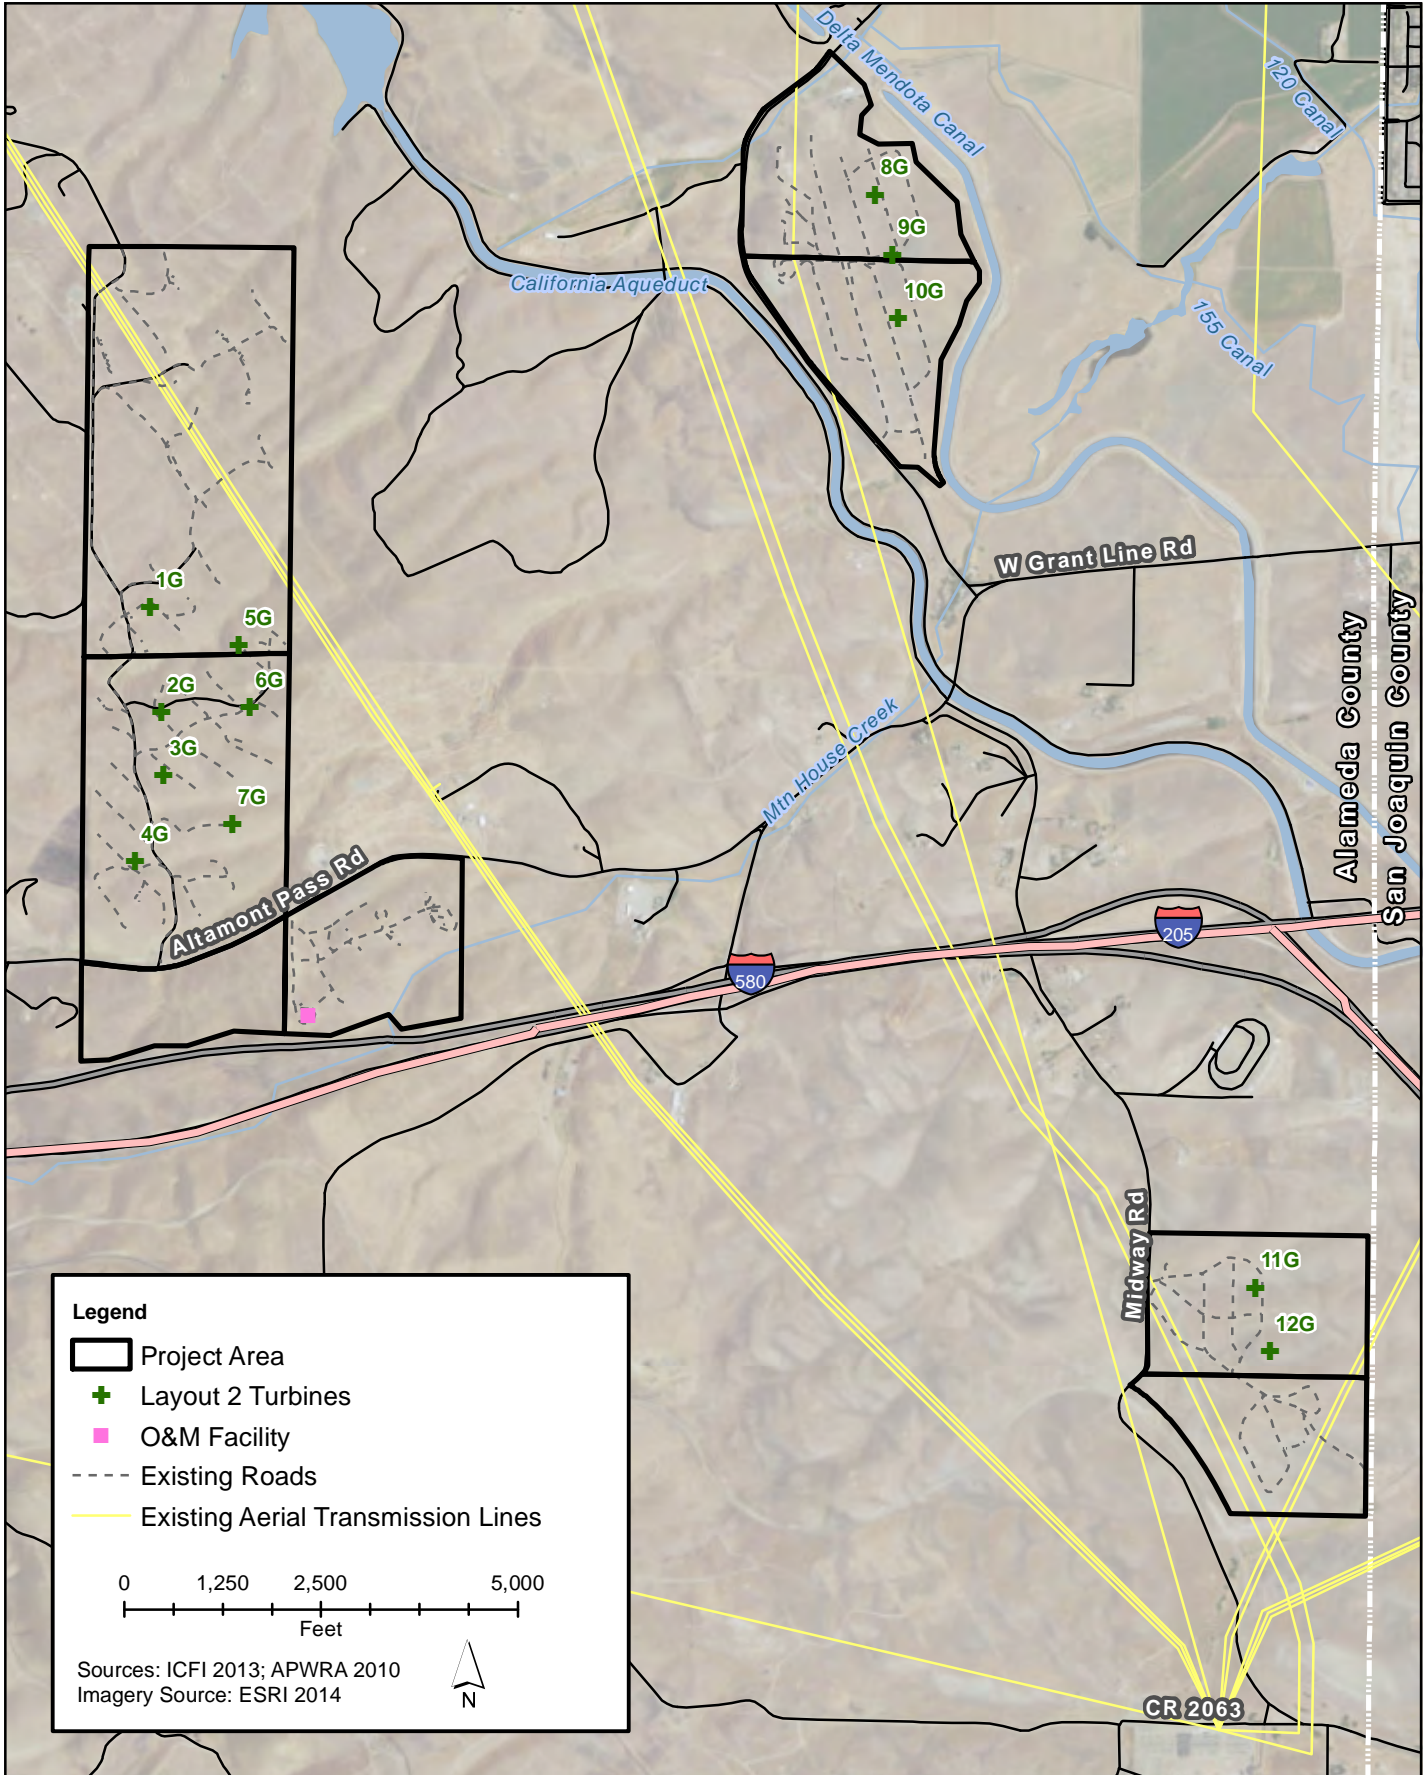 Delta Mendota Canal
120 Canal
8G
9G
10G
California Aqueduct
155 Canal
W Grant Line Rd
1G
5G
2G
6G
3G
7G
4G
Mtn House Creek
Alameda County
San Joaquin County
Altamont Pass Rd
205
580
Midway Rd
11G
12G
Legend
Project Area
Layout 2 Turbines
O&M Facility
Existing Roads
Existing Aerial Transmission Lines
0 1,250 2,500 5,000
Feet
Sources: ICFI 2013; APWRA 2010
Imagery Source: ESRI 2014
N
CR 2063